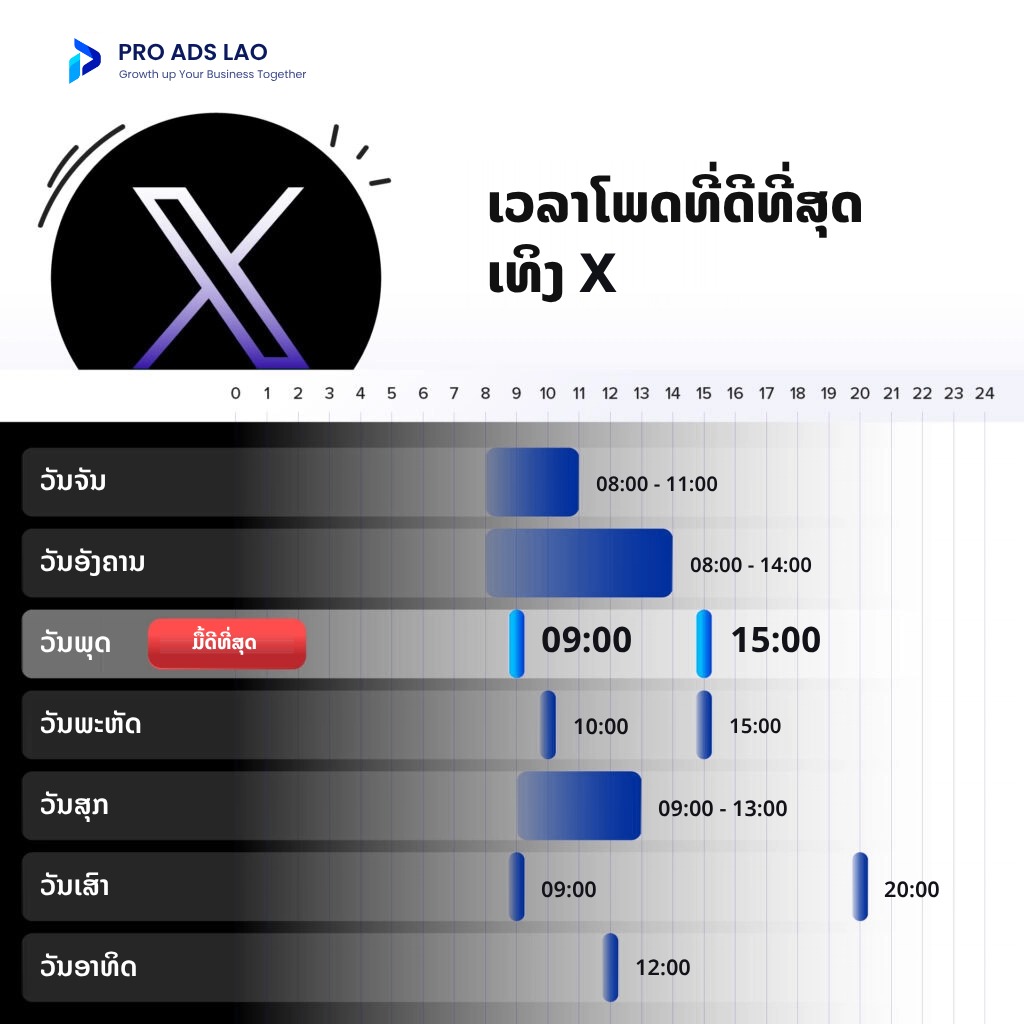 PRO ADS LAO
Growth up Your Business Together
ເວລາໂພດທີ່ດີທີ່ສຸດ
ເທິງ X
0 1 2 3 4 5 6 7 8 9 10 11 12 13 14 15 16 17 18 19 20 21 22 23 24
ວັນຈັນ 08:00 - 11:00
ວັນອັງຄານ 08:00 - 14:00
ວັນພຸດ ມື້ດີທີ່ສຸດ 09:00 15:00
ວັນພະຫັດ 10:00 15:00
ວັນສຸກ 09:00 - 13:00
ວັນເສົາ 09:00 20:00
ວັນອາທິດ 12:00